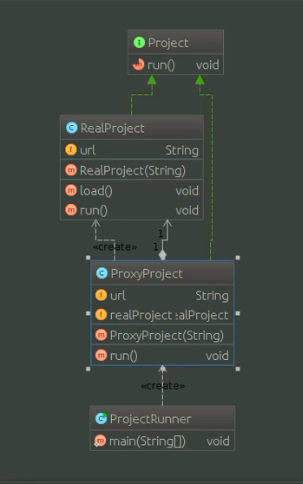 Project
run() void
RealProject
url String
RealProject(String)
load() void
run() void
1
«create» 1
ProxyProject
url String
realProject :alProject
ProxyProject(String)
run() void
«create»
ProjectRunner
main(String[]) void